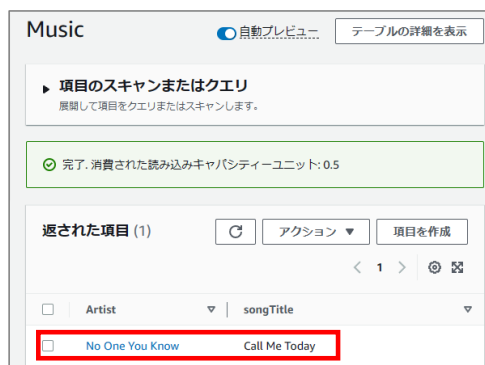 Music
自動プレビュー
テーブルの詳細を表示
項目のスキャンまたはクエリ
展開して項目をクエリまたはスキャンします。
完了. 消費された読み込みキャパシティーユニット: 0.5
返された項目 (1)
アクション
項目を作成
1
Artist songTitle
No One You Know Call Me Today